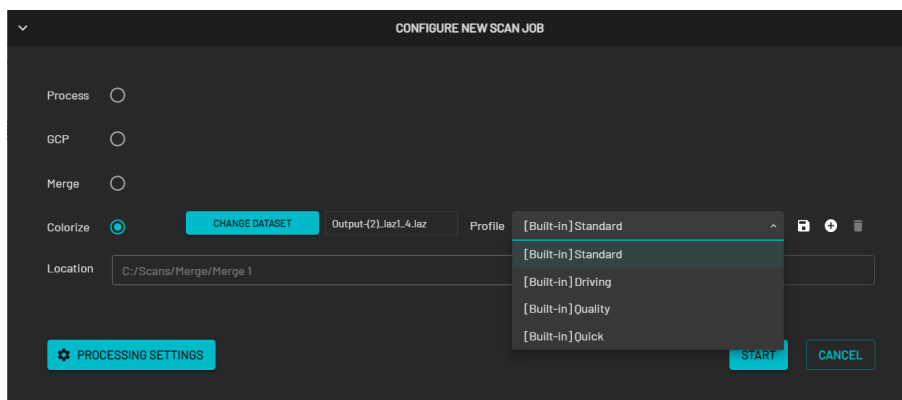 CONFIGURE NEW SCAN JOB
Process
GCP
Merge
Colorize
CHANGE DATASET
Output-(2)_laz1_4.laz
Profile
[Built-in] Standard
[Built-in] Standard
[Built-in] Driving
[Built-in] Quality
[Built-in] Quick
Location
C:/Scans/Merge/Merge 1
PROCESSING SETTINGS
START
CANCEL